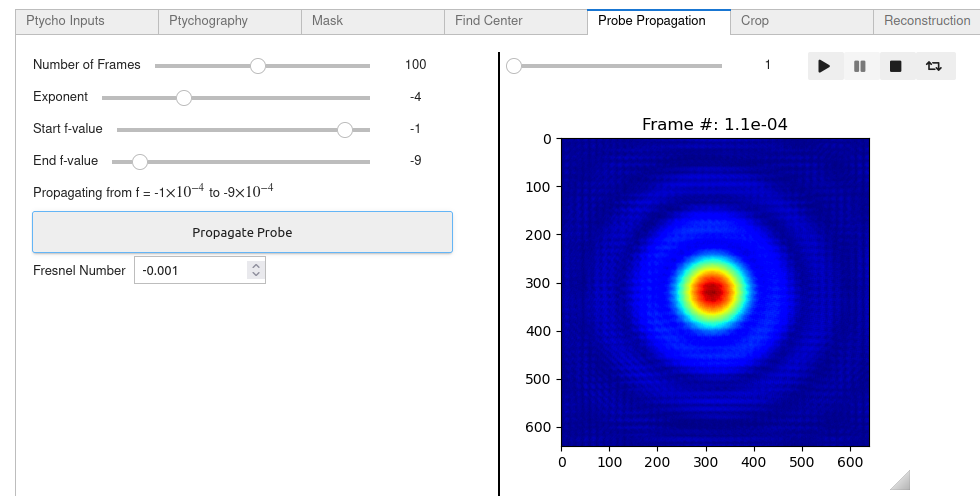 Ptycho Inputs Ptychography Mask Find Center Probe Propagation Crop Reconstruction
Number of Frames 100
Exponent -4
Start f-value -1
End f-value -9
Propagating from f = -1×10⁻⁴ to -9×10⁻⁴
Propagate Probe
Fresnel Number -0.001
1
Frame #: 1.1e-04
0
100
200
300
400
500
600
0 100 200 300 400 500 600